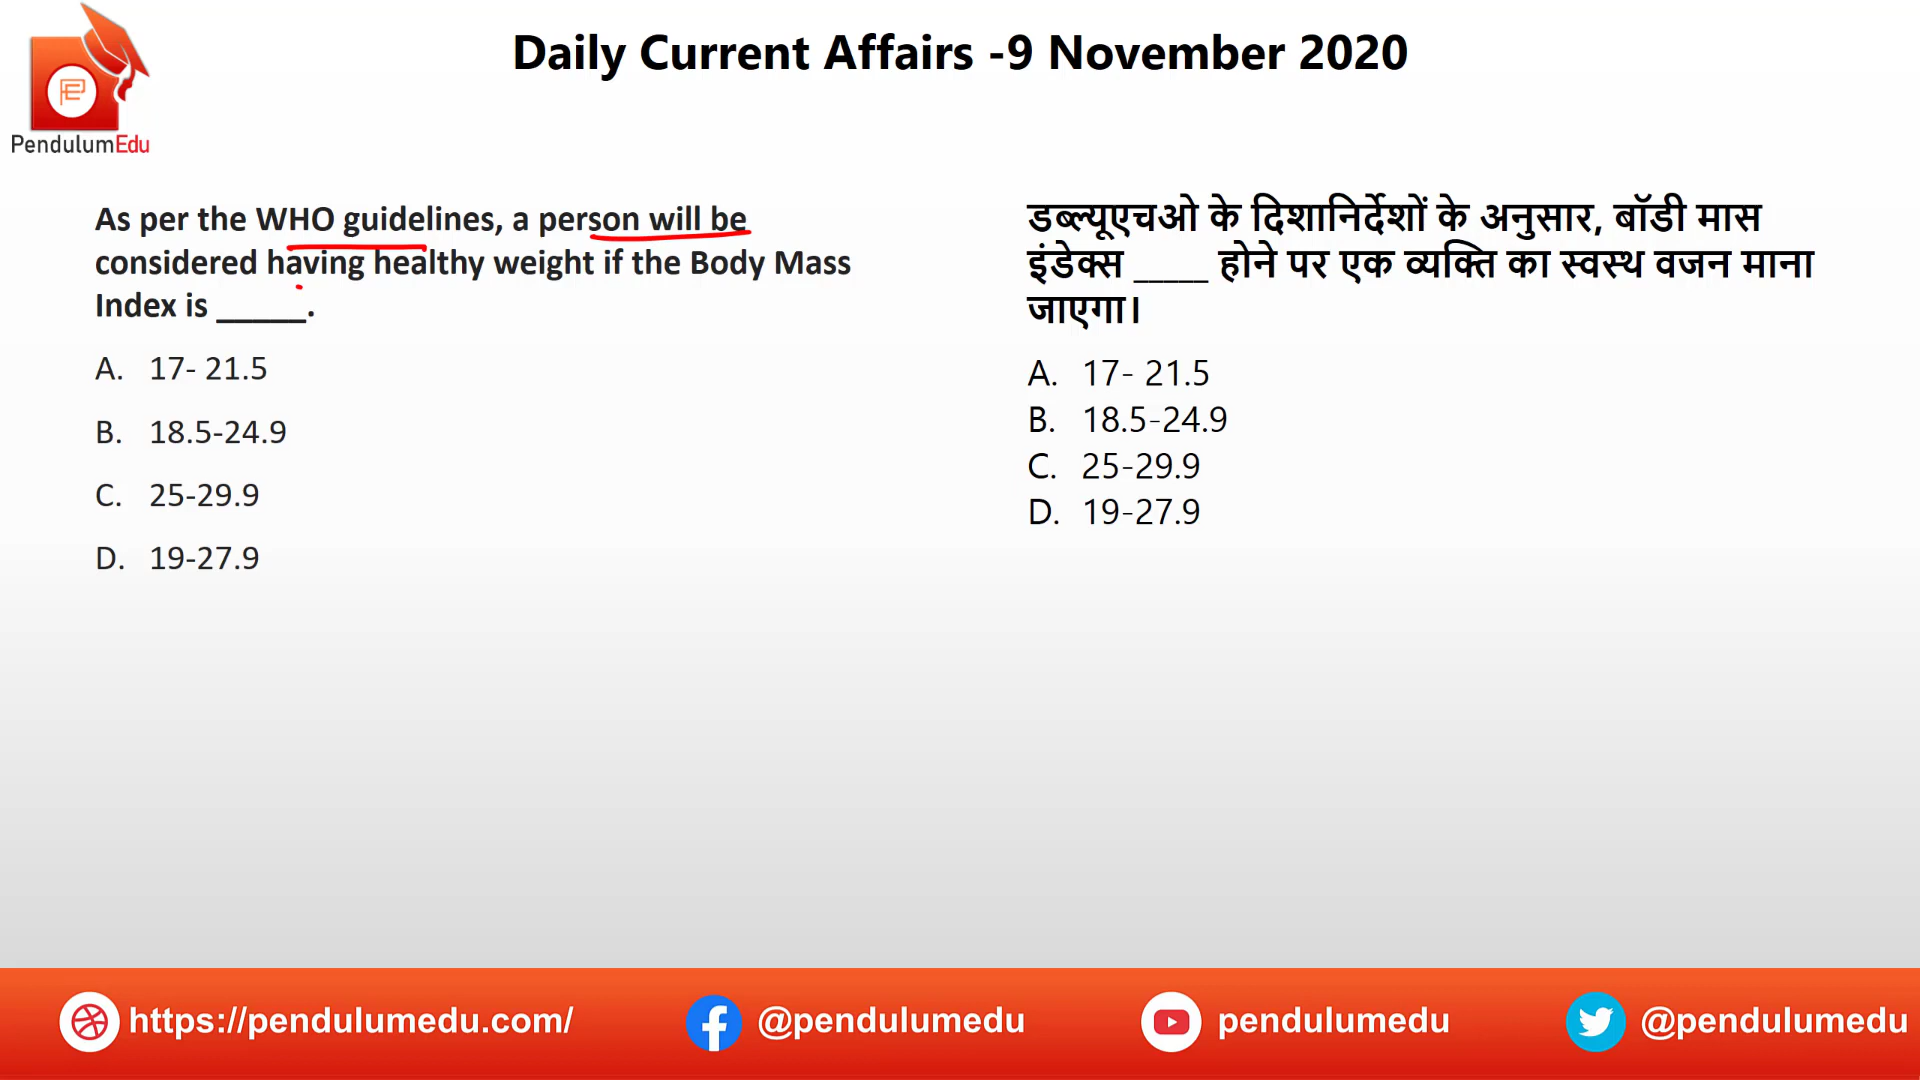 Daily Current Affairs -9 November 2020
PendulumEdu
As per the WHO guidelines, a person will be
considered having healthy weight if the Body Mass
Index is _____.
A. 17- 21.5
B. 18.5-24.9
C. 25-29.9
D. 19-27.9
डब्ल्यूएचओ के दिशानिर्देशों के अनुसार, बॉडी मास
इंडेक्स _____ होने पर एक व्यक्ति का स्वस्थ वजन माना
जाएगा।
A. 17- 21.5
B. 18.5-24.9
C. 25-29.9
D. 19-27.9
https://pendulumedu.com/ @pendulumedu pendulumedu @pendulumedu